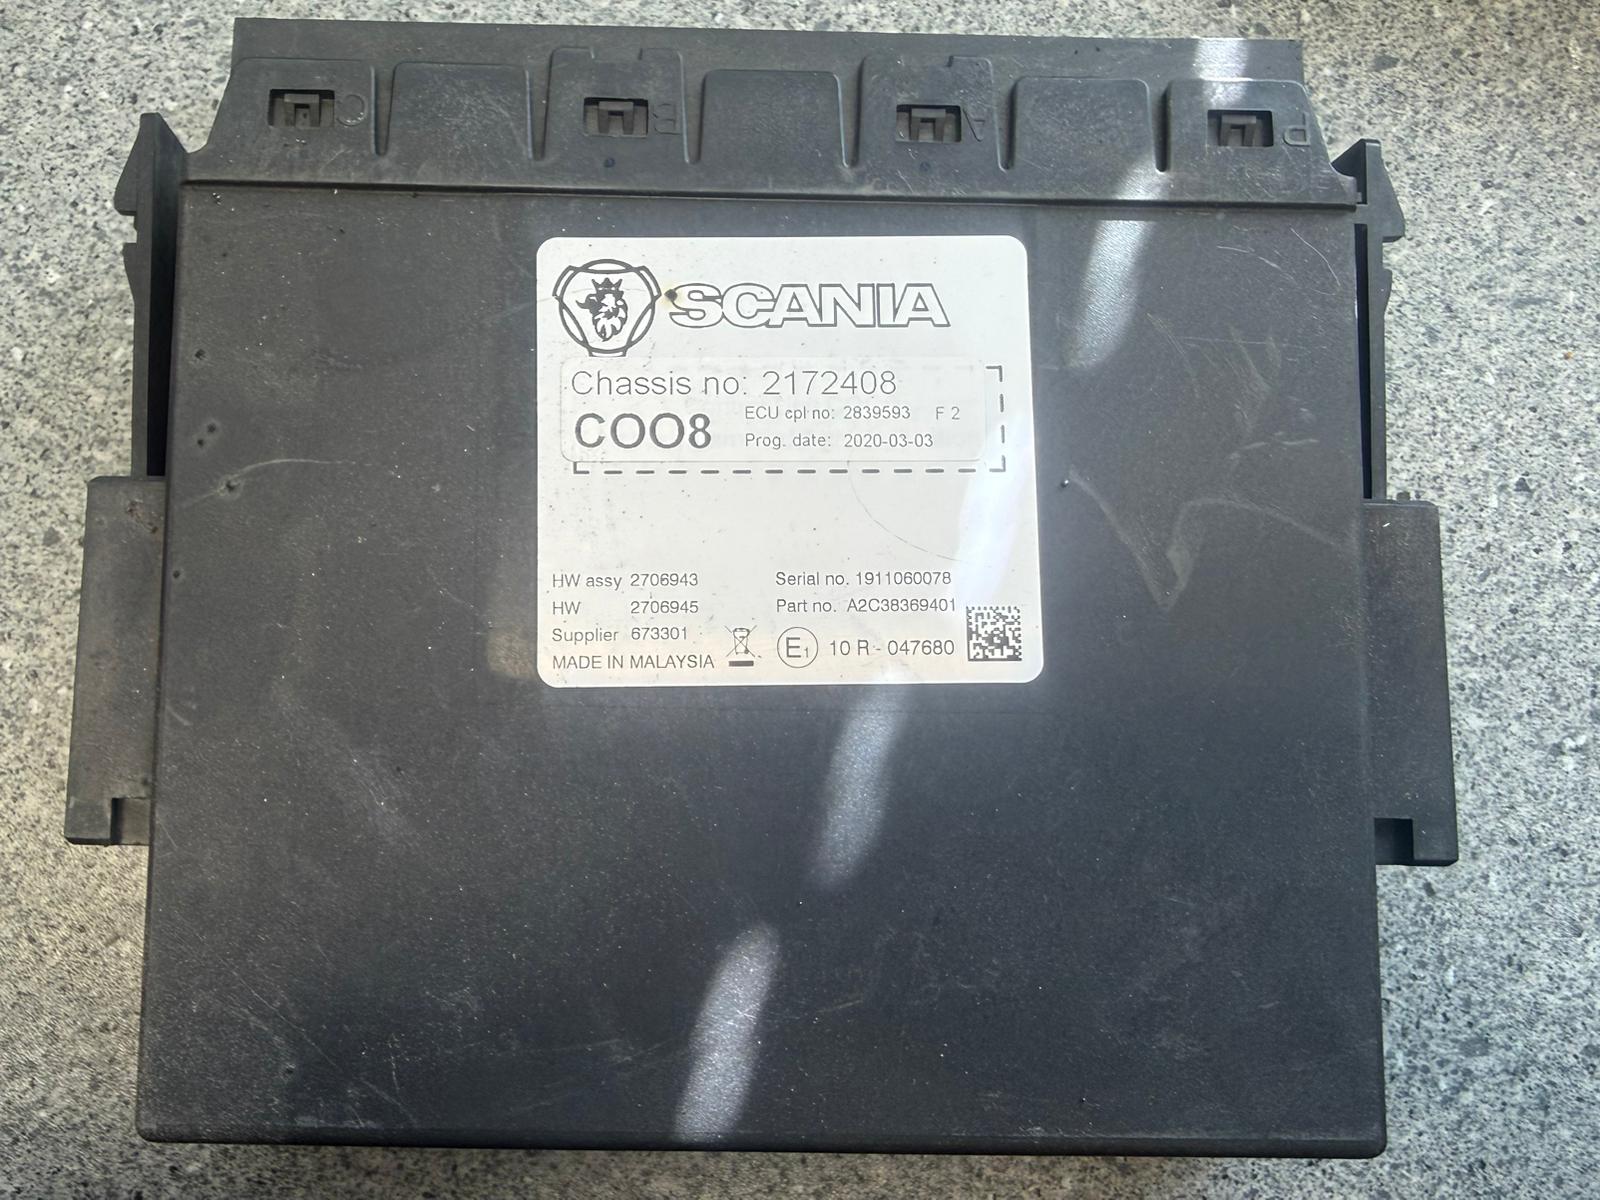 C B A D
SCANIA
Chassis no: 2172408
COO8 ECU cpl no: 2839593 F 2
Prog. date: 2020-03-03
HW assy 2706943 Serial no. 1911060078
HW 2706945 Part no. A2C38369401
Supplier 673301
MADE IN MALAYSIA E1 10 R - 047680